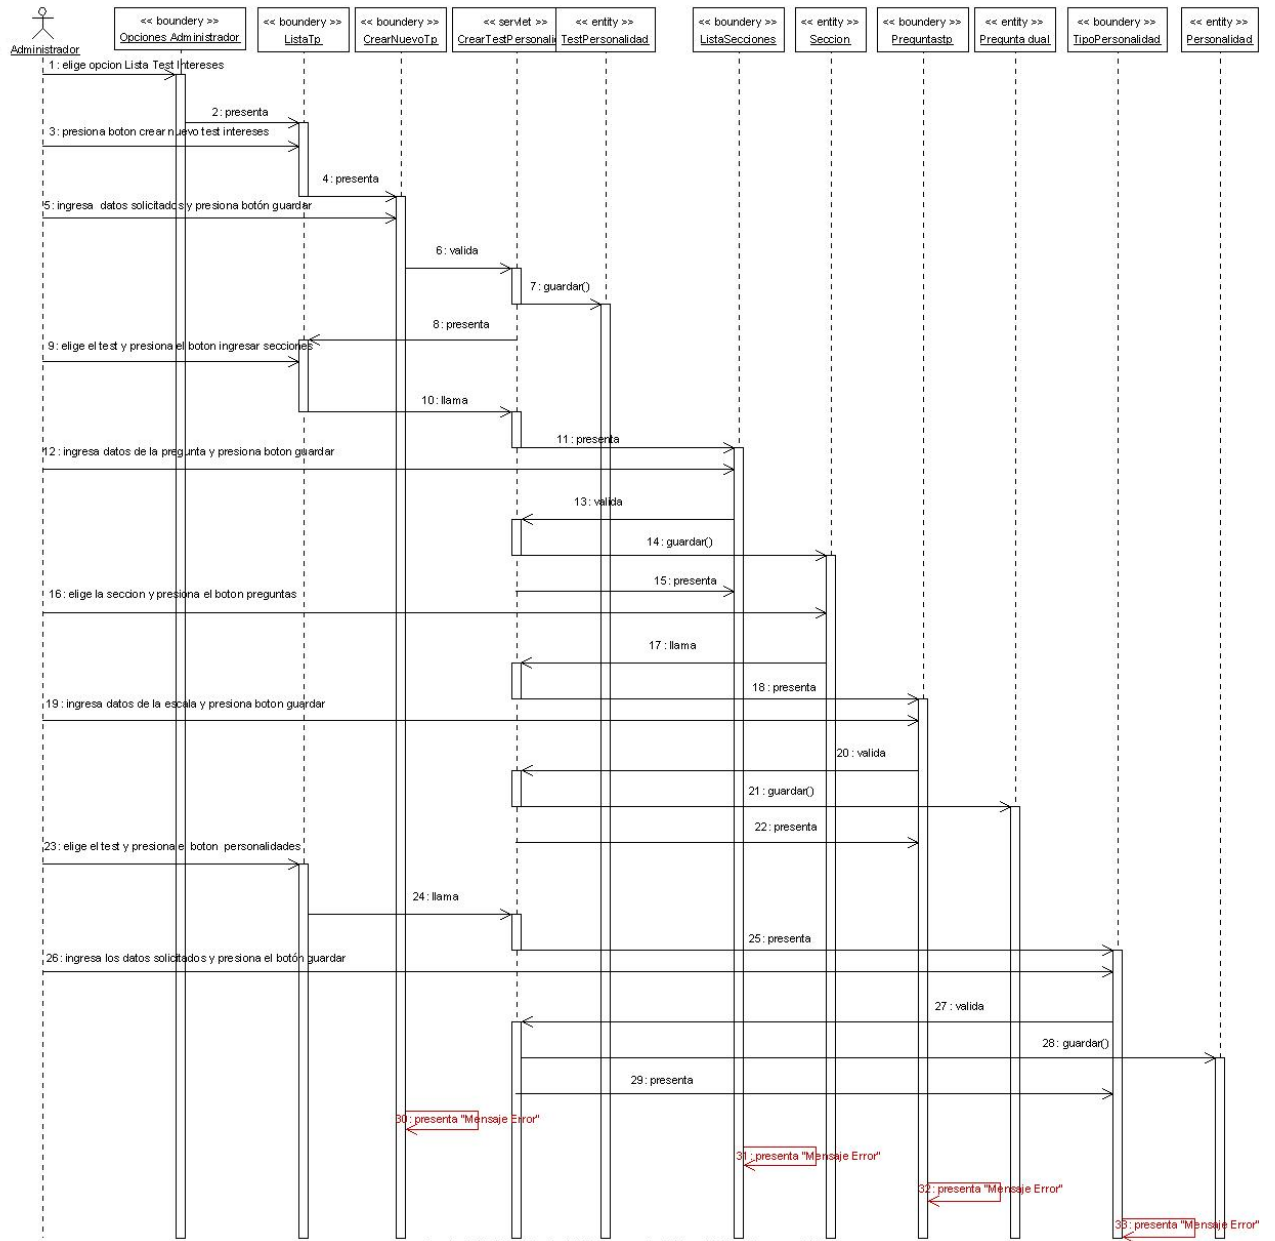 << boundery >>
Opciones Administrador
<< boundery >>
ListaTp
<< boundery >>
CrearNuevoTp
<< servlet >>
CrearTestPersonali
<< entity >>
TestPersonalidad
<< boundery >>
ListaSecciones
<< entity >>
Seccion
<< boundery >>
Preguntastp
<< entity >>
Pregunta dual
<< boundery >>
TipoPersonalidad
<< entity >>
Personalidad
Administrador
1 : elige opcion Lista Test Intereses
2 : presenta
3 : presiona boton crear nuevo test intereses
4 : presenta
5 : ingresa datos solicitados y presiona botón guardar
6 : valida
7 : guardar()
8 : presenta
9 : elige el test y presiona el boton ingresar secciones
10 : llama
11 : presenta
12 : ingresa datos de la pregunta y presiona boton guardar
13 : valida
14 : guardar()
15 : presenta
16 : elige la seccion y presiona el boton preguntas
17 : llama
18 : presenta
19 : ingresa datos de la escala y presiona boton guardar
20 : valida
21 : guardar()
22 : presenta
23 : elige el test y presiona el boton personalidades
24 : llama
25 : presenta
26 : ingresa los datos solicitados y presiona el botón guardar
27 : valida
28 : guardar()
29 : presenta
30 : presenta "Mensaje Error"
31 : presenta "Mensaje Error"
32 : presenta "Mensaje Error"
33 : presenta "Mensaje Error"